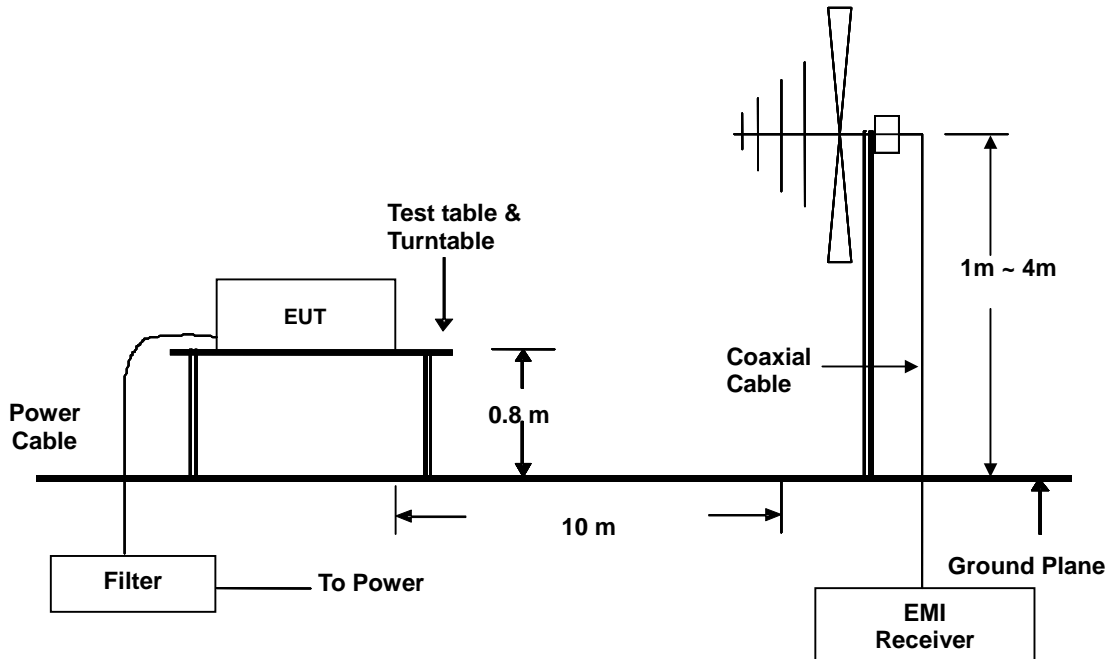 Test table &
Turntable
EUT
1m ~ 4m
Coaxial
Cable
0.8 m
Power
Cable
10 m
Filter
To Power
Ground Plane
EMI
Receiver